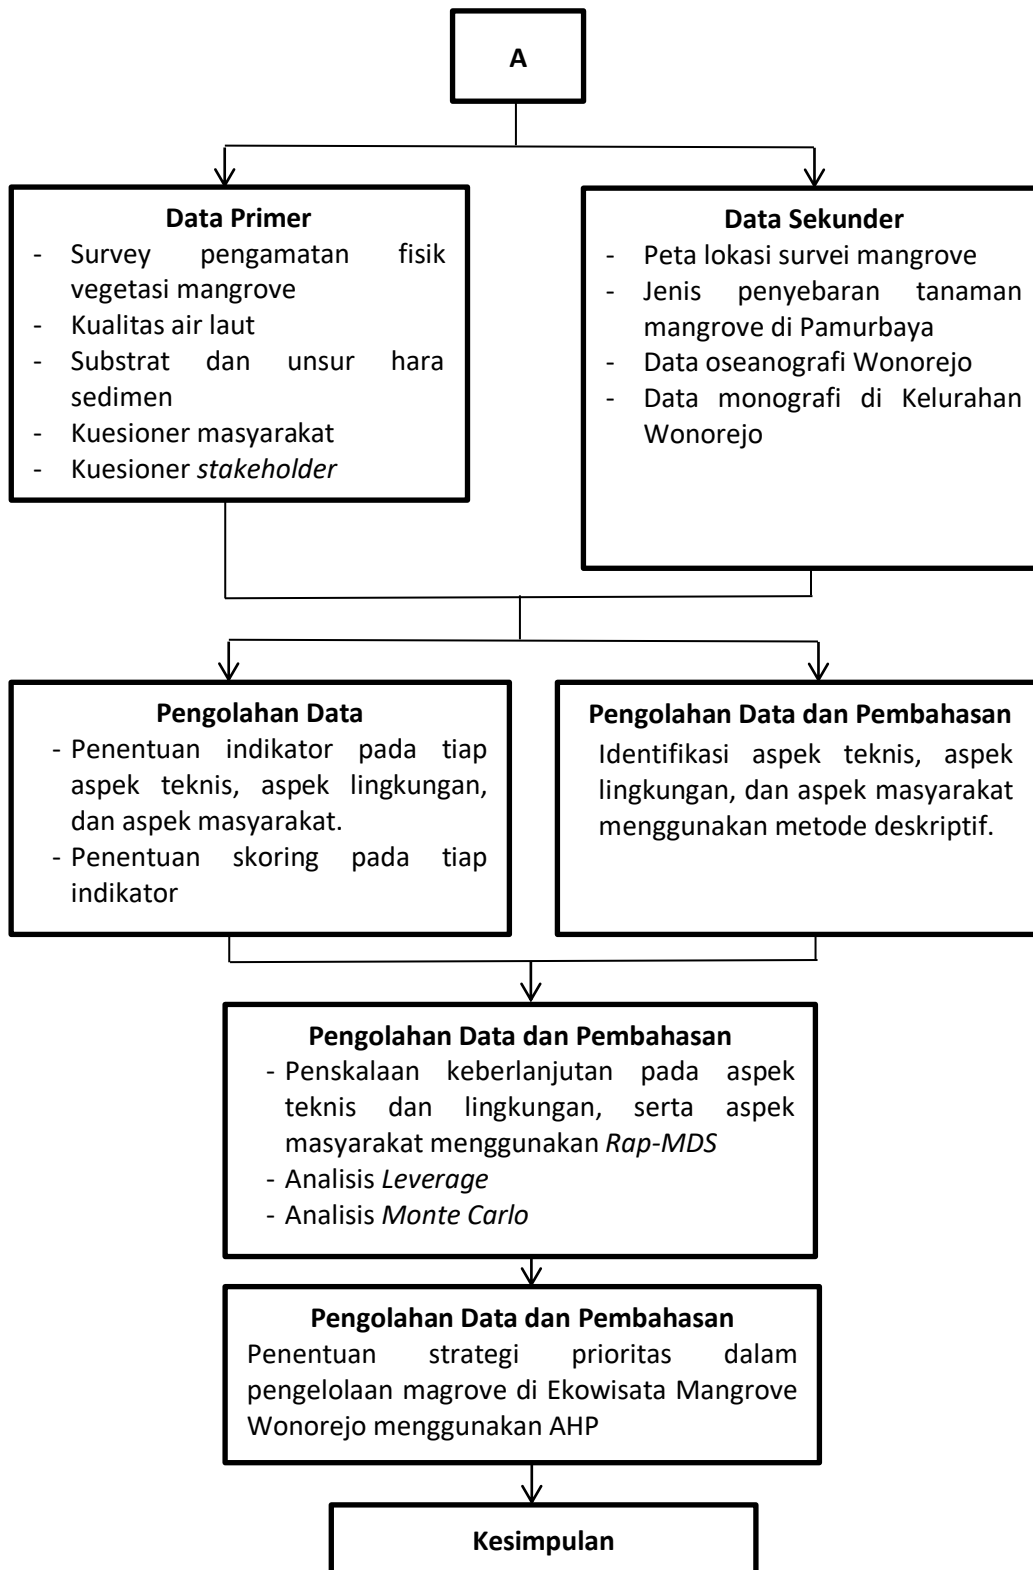 A
Data Primer
- Survey pengamatan fisik
vegetasi mangrove
- Kualitas air laut
- Substrat dan unsur hara
sedimen
- Kuesioner masyarakat
- Kuesioner stakeholder
Data Sekunder
- Peta lokasi survei mangrove
- Jenis penyebaran tanaman
mangrove di Pamurbaya
- Data oseanografi Wonorejo
- Data monografi di Kelurahan
Wonorejo
Pengolahan Data
- Penentuan indikator pada tiap
aspek teknis, aspek lingkungan,
dan aspek masyarakat.
- Penentuan skoring pada tiap
indikator
Pengolahan Data dan Pembahasan
Identifikasi aspek teknis, aspek
lingkungan, dan aspek masyarakat
menggunakan metode deskriptif.
Pengolahan Data dan Pembahasan
- Penskalaan keberlanjutan pada aspek
teknis dan lingkungan, serta aspek
masyarakat menggunakan Rap-MDS
- Analisis Leverage
- Analisis Monte Carlo
Pengolahan Data dan Pembahasan
Penentuan strategi prioritas dalam
pengelolaan magrove di Ekowisata Mangrove
Wonorejo menggunakan AHP
Kesimpulan